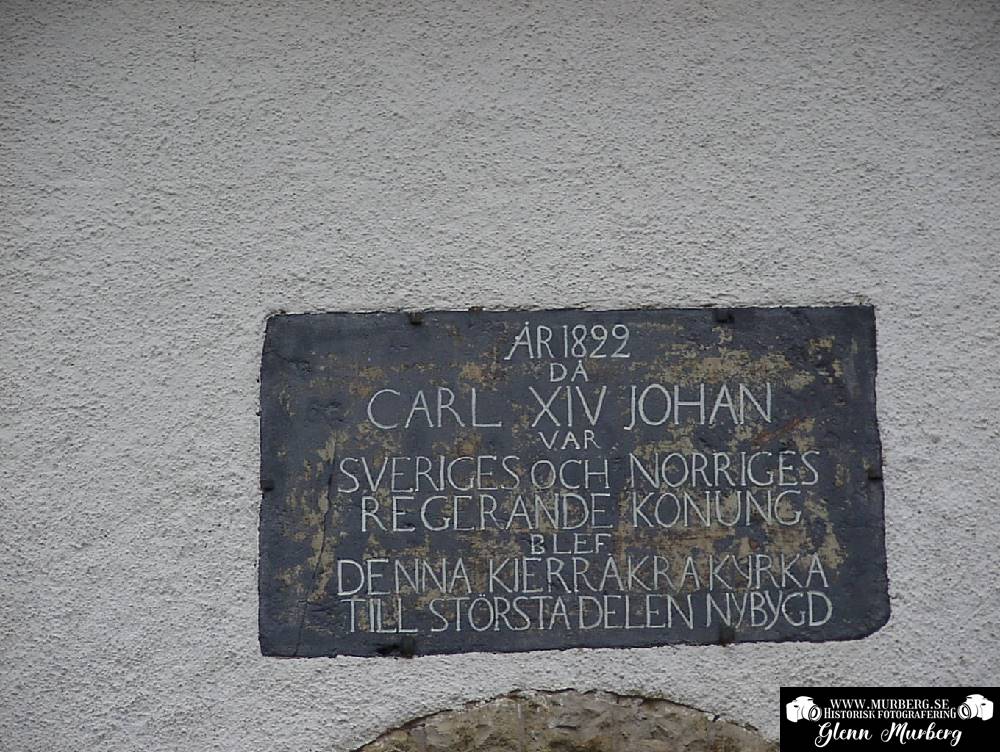 ÅR 1822
DÅ
CARL XIV JOHAN
VAR
SVERIGES OCH NORRIGES
REGERANDE KONUNG
BLEF
DENNA KIERRÅKRA KYRKA
TILL STÖRSTA DELEN NYBYGD
WWW.MURBERG.SE
HISTORISK FOTOGRAFERING
Glenn Murberg